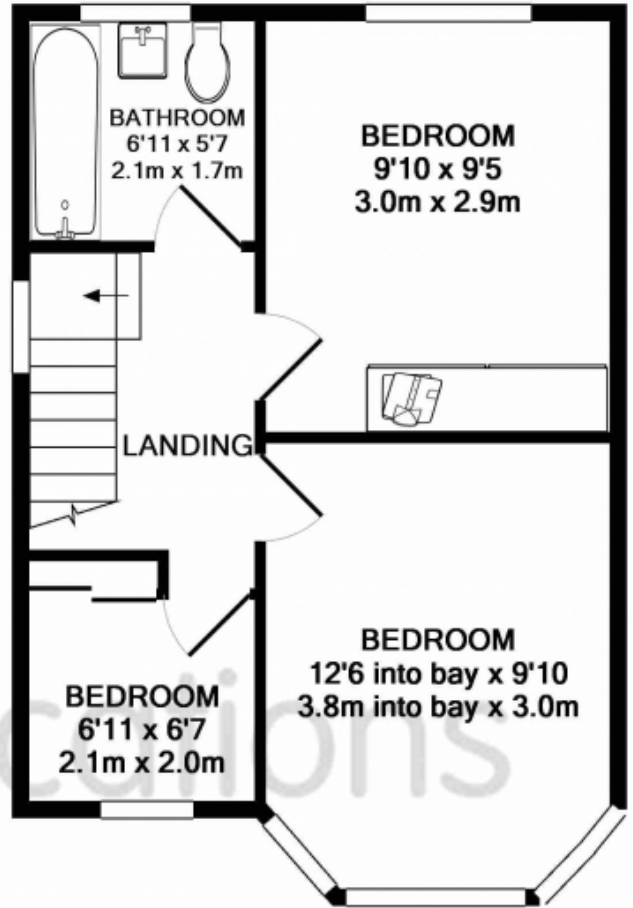 BATHROOM
6'11 x 5'7
2.1m x 1.7m
BEDROOM
9'10 x 9'5
3.0m x 2.9m
LANDING
BEDROOM
12'6 into bay x 9'10
3.8m into bay x 3.0m
BEDROOM
6'11 x 6'7
2.1m x 2.0m
cations